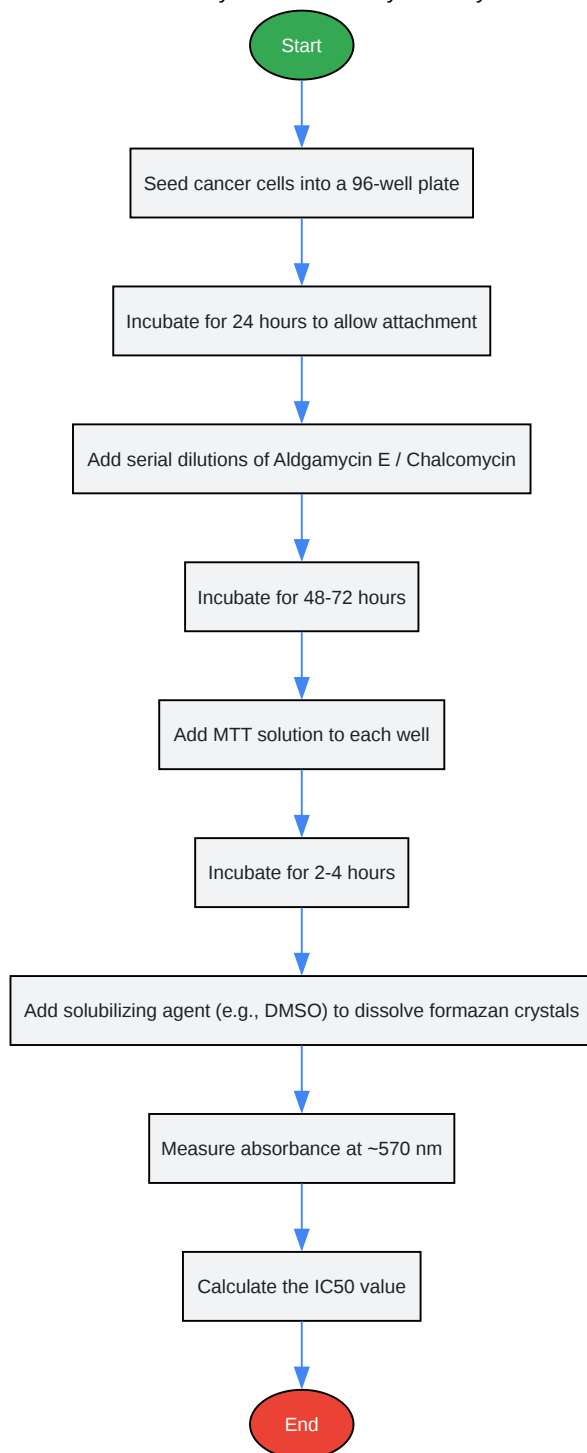 Start
Seed cancer cells into a 96-well plate
Incubate for 24 hours to allow attachment
Add serial dilutions of Aldgamycin E / Chalcomycin
Incubate for 48-72 hours
Add MTT solution to each well
Incubate for 2-4 hours
Add solubilizing agent (e.g., DMSO) to dissolve formazan crystals
Measure absorbance at ~570 nm
Calculate the IC50 value
End